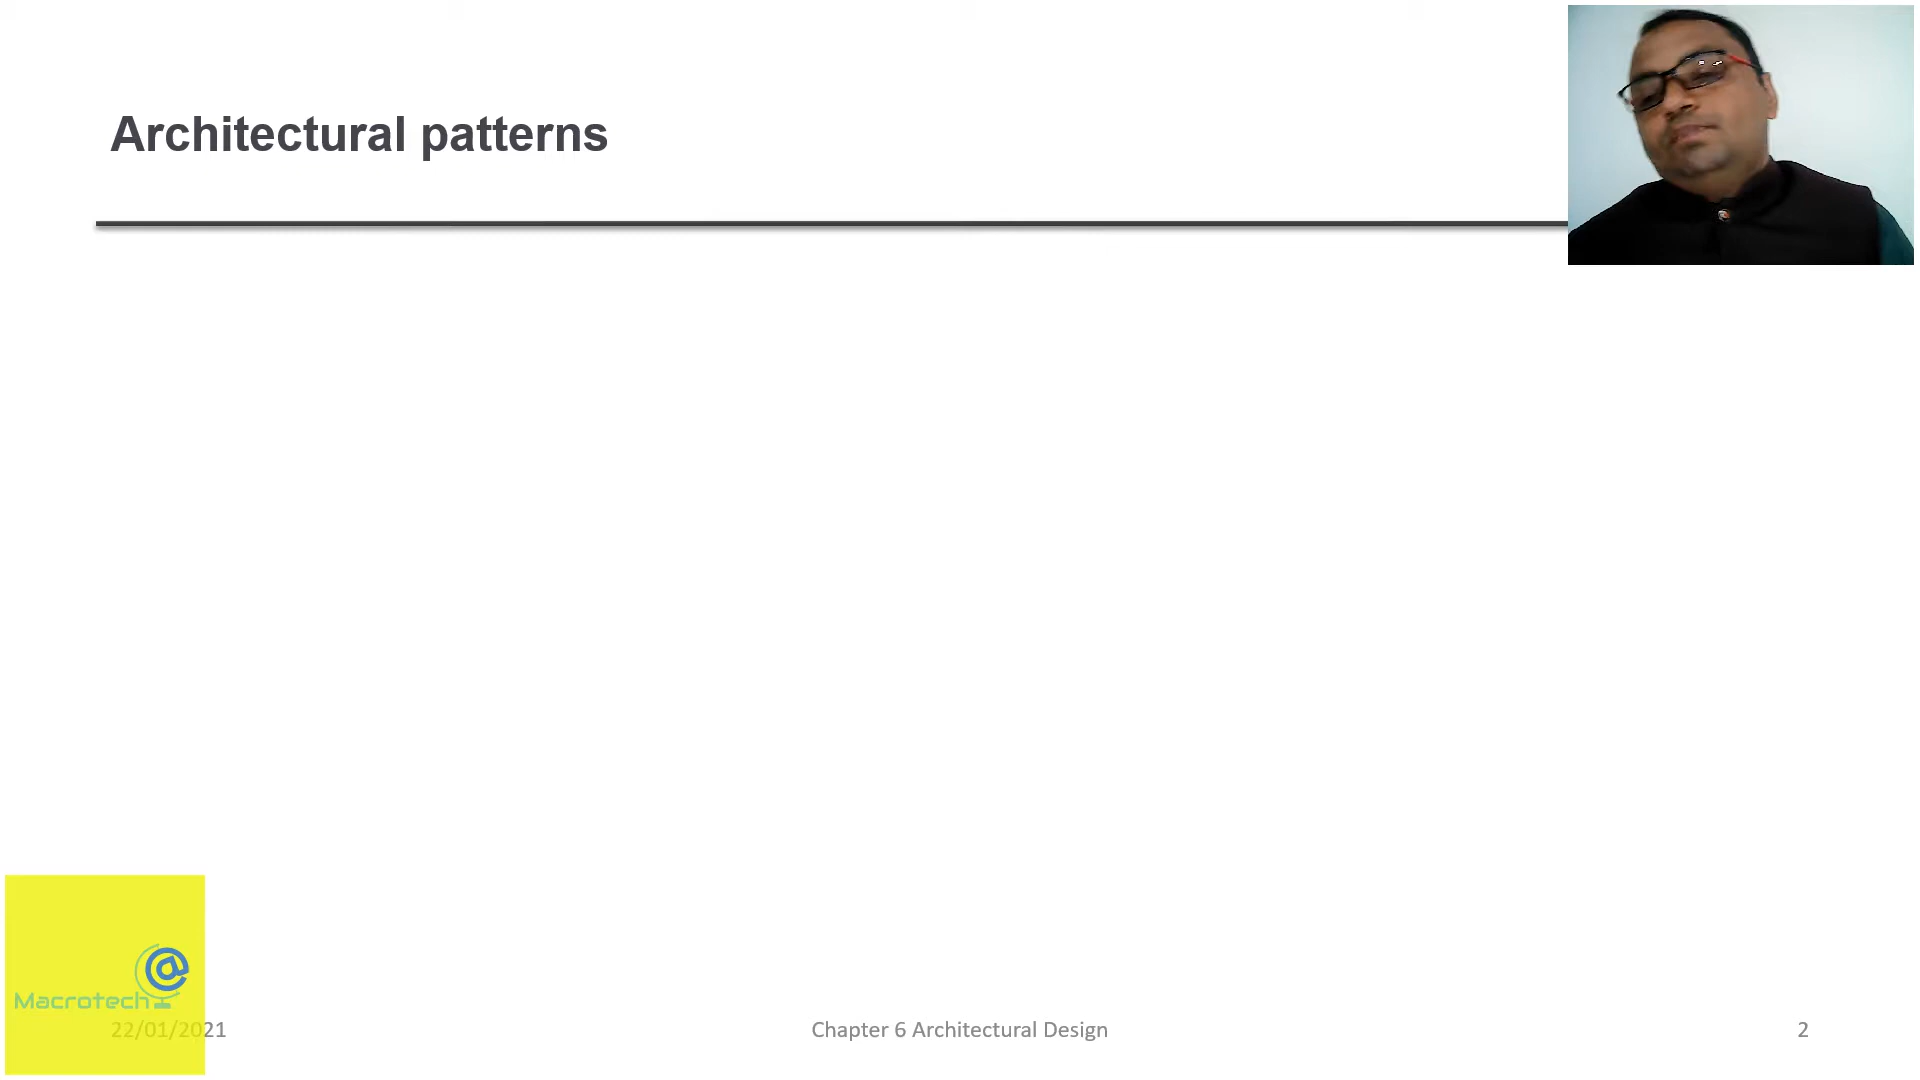 Architectural patterns
@
Macrotech
22/01/2021
Chapter 6 Architectural Design
2